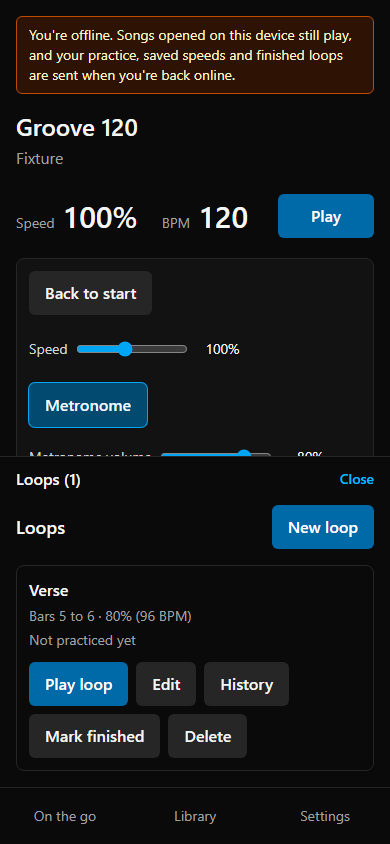 You're offline. Songs opened on this device still play,
and your practice, saved speeds and finished loops
are sent when you're back online.
Groove 120
Fixture
Speed 100% BPM 120 Play
Back to start
Speed 100%
Metronome
Metronome volume 80%
Loops (1) Close
Loops New loop
Verse
Bars 5 to 6 · 80% (96 BPM)
Not practiced yet
Play loop Edit History
Mark finished Delete
On the go Library Settings